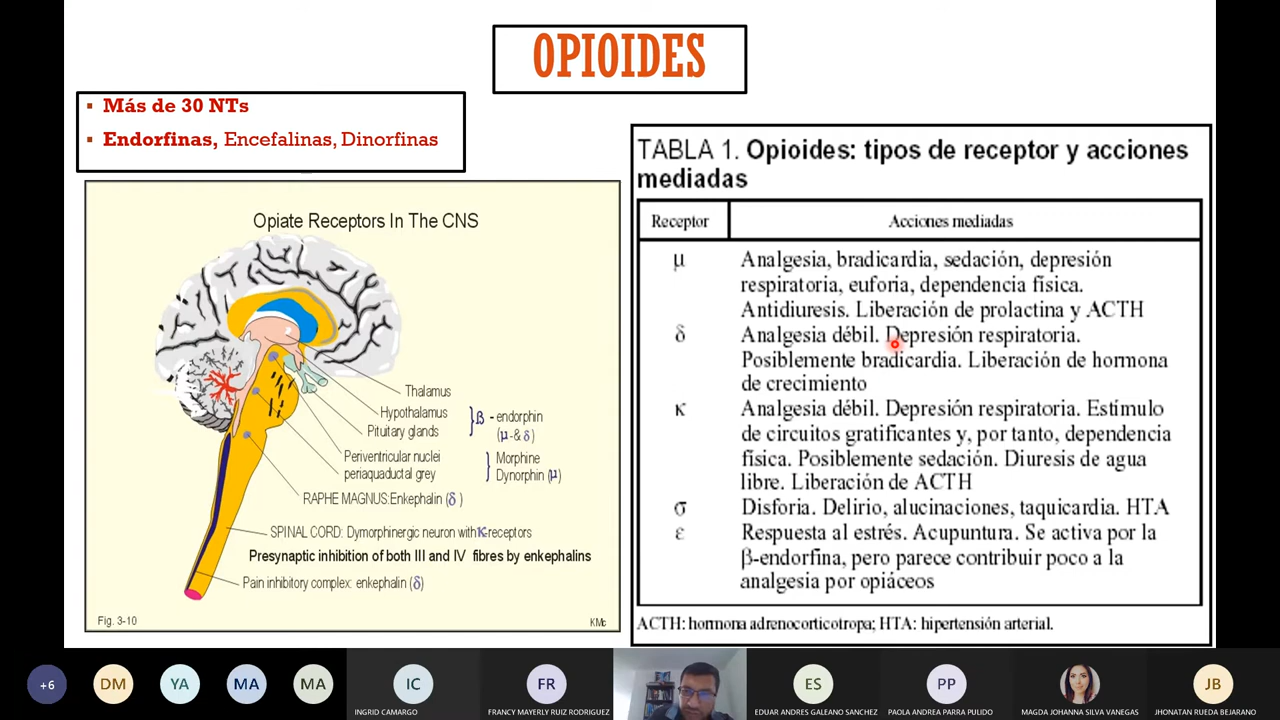 OPIOIDES
▪ Más de 30 NTs
▪ Endorfinas, Encefalinas, Dinorfinas
Opiate Receptors In The CNS
Thalamus
Hypothalamus
Pituitary glands
} β - endorphin
(μ-& δ)
Periventricular nuclei
periaquaductal grey
} Morphine
Dynorphin (μ)
RAPHE MAGNUS:Enkephalin (δ )
SPINAL CORD: Dymorphinergic neuron with κ-receptors
Presynaptic inhibition of both III and IV fibres by enkephalins
Pain inhibitory complex: enkephalin (δ)
Fig. 3-10
KMc
TABLA 1. Opioides: tipos de receptor y acciones
mediadas
Receptor Acciones mediadas
μ Analgesia, bradicardia, sedación, depresión
respiratoria, euforia, dependencia física.
Antidiuresis. Liberación de prolactina y ACTH
δ Analgesia débil. Depresión respiratoria.
Posiblemente bradicardia. Liberación de hormona
de crecimiento
κ Analgesia débil. Depresión respiratoria. Estímulo
de circuitos gratificantes y, por tanto, dependencia
física. Posiblemente sedación. Diuresis de agua
libre. Liberación de ACTH
σ Disforia. Delirio, alucinaciones, taquicardia. HTA
ε Respuesta al estrés. Acupuntura. Se activa por la
β-endorfina, pero parece contribuir poco a la
analgesia por opiáceos
ACTH: hormona adrenocorticotropa; HTA: hipertensión arterial.
+6 DM YA MA MA IC FR ES PP JB
INGRID CAMARGO FRANCY MAYERLY RUIZ RODRIGUEZ EDUAR ANDRES GALEANO SANCHEZ PAOLA ANDREA PARRA PULIDO MAGDA JOHANNA SILVA VANEGAS JHONATAN RUEDA BEJARANO